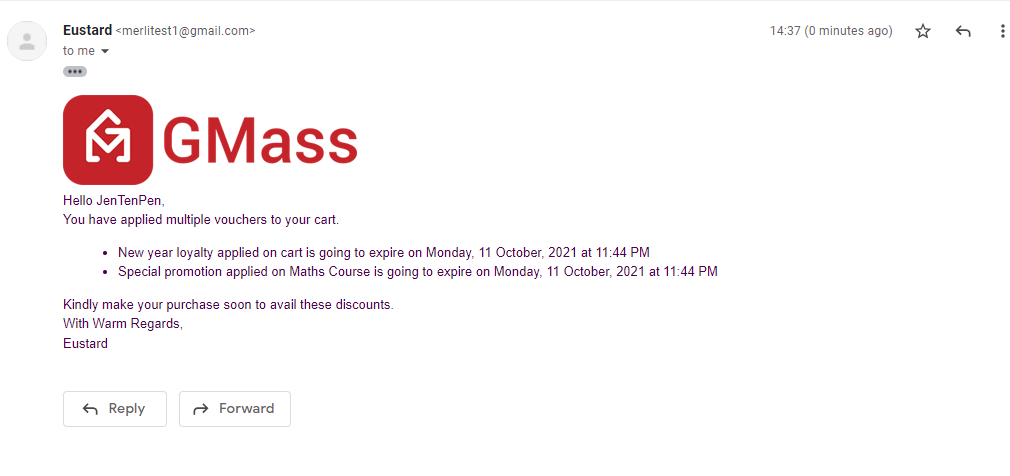 Eustard <merlitest1@gmail.com>
14:37 (0 minutes ago)
to me
GMass
Hello JenTenPen,
You have applied multiple vouchers to your cart.
• New year loyalty applied on cart is going to expire on Monday, 11 October, 2021 at 11:44 PM
• Special promotion applied on Maths Course is going to expire on Monday, 11 October, 2021 at 11:44 PM
Kindly make your purchase soon to avail these discounts.
With Warm Regards,
Eustard
Reply
Forward